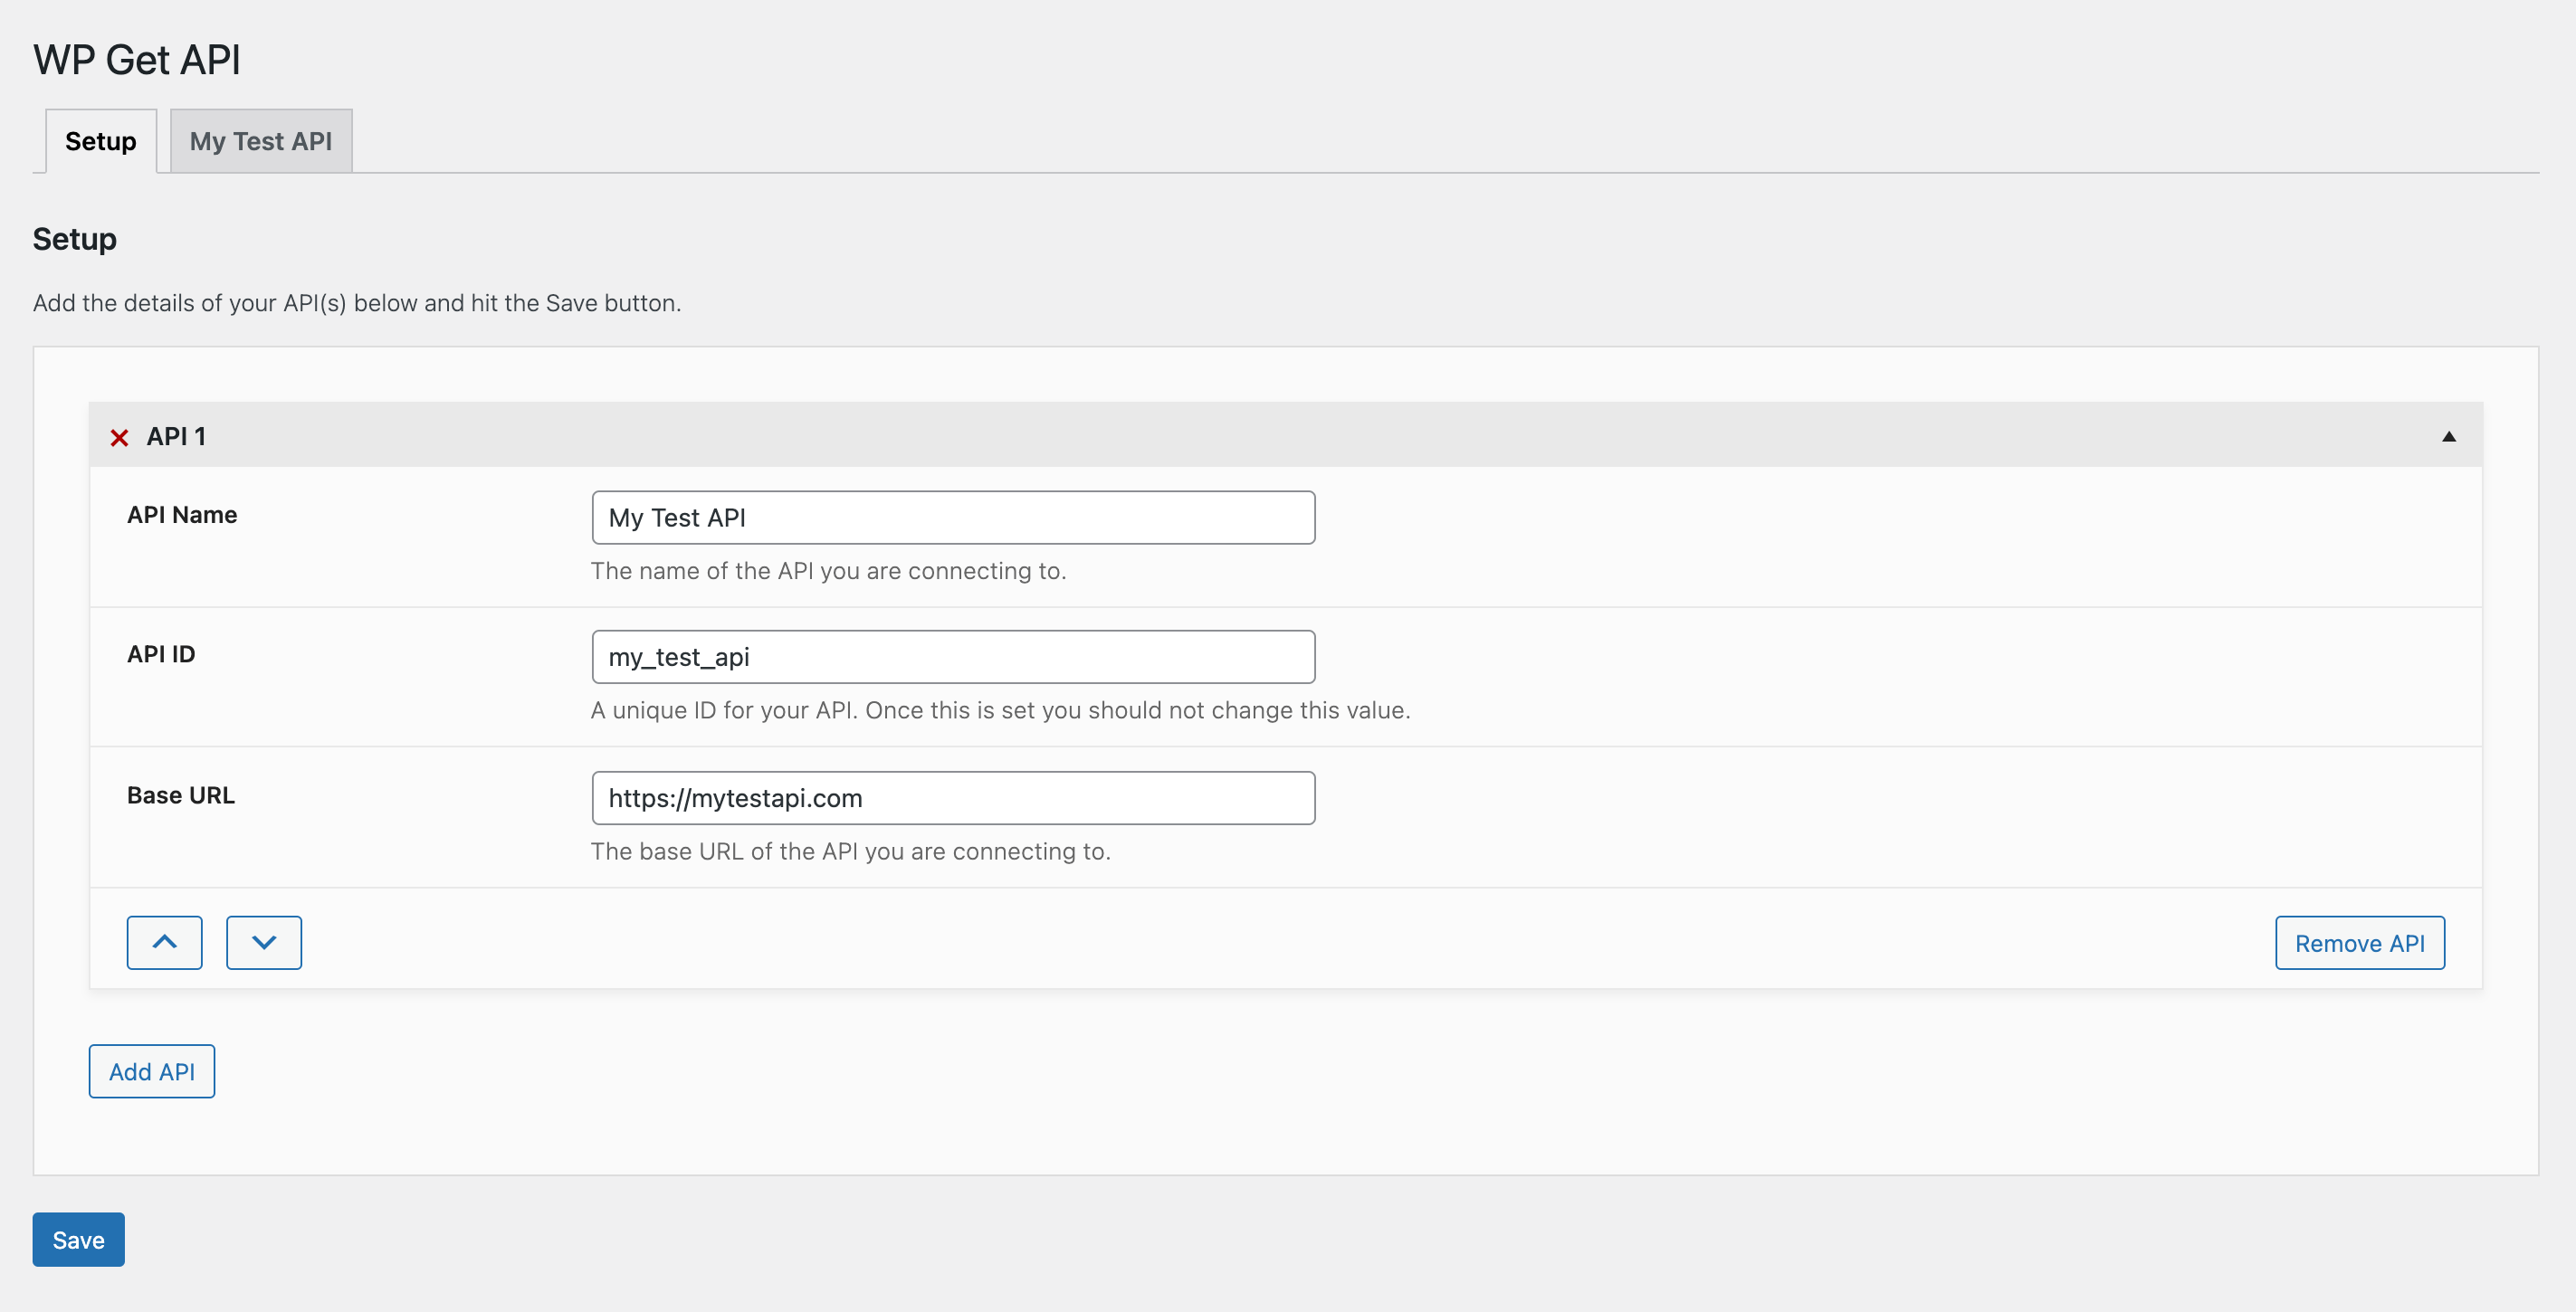 WP Get API
Setup
My Test API
Setup
Add the details of your API(s) below and hit the Save button.
API 1
API Name
My Test API
The name of the API you are connecting to.
API ID
my_test_api
A unique ID for your API. Once this is set you should not change this value.
Base URL
https://mytestapi.com
The base URL of the API you are connecting to.
Remove API
Add API
Save